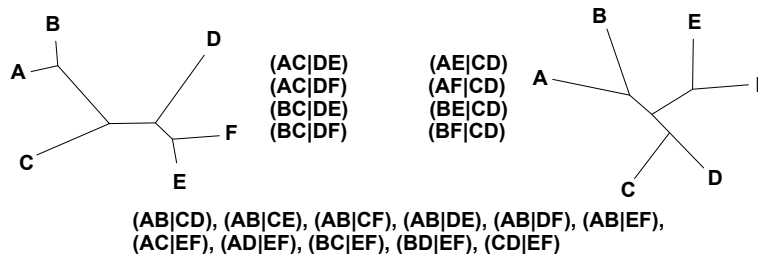 B
D
A
F
C
E
(AC|DE)
(AC|DF)
(BC|DE)
(BC|DF)
(AE|CD)
(AF|CD)
(BE|CD)
(BF|CD)
B
E
A
D
C
(AB|CD), (AB|CE), (AB|CF), (AB|DE), (AB|DF), (AB|EF),
(AC|EF), (AD|EF), (BC|EF), (BD|EF), (CD|EF)